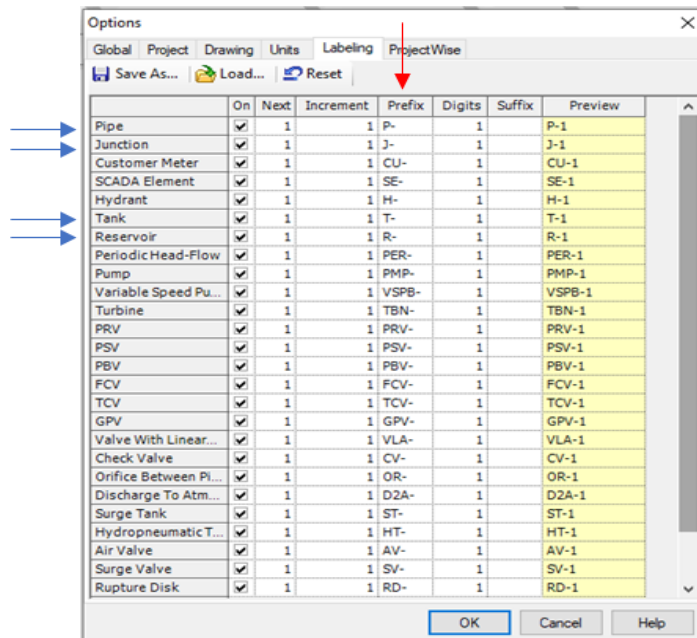 Options
Global Project Drawing Units Labeling ProjectWise
Save As... Load... Reset
On Next Increment Prefix Digits Suffix Preview
Pipe 1 1 P- 1 P-1
Junction 1 1 J- 1 J-1
Customer Meter 1 1 CU- 1 CU-1
SCADA Element 1 1 SE- 1 SE-1
Hydrant 1 1 H- 1 H-1
Tank 1 1 T- 1 T-1
Reservoir 1 1 R- 1 R-1
Periodic Head-Flow 1 1 PER- 1 PER-1
Pump 1 1 PMP- 1 PMP-1
Variable Speed Pu... 1 1 VSPB- 1 VSPB-1
Turbine 1 1 TBN- 1 TBN-1
PRV 1 1 PRV- 1 PRV-1
PSV 1 1 PSV- 1 PSV-1
PBV 1 1 PBV- 1 PBV-1
FCV 1 1 FCV- 1 FCV-1
TCV 1 1 TCV- 1 TCV-1
GPV 1 1 GPV- 1 GPV-1
Valve With Linear... 1 1 VLA- 1 VLA-1
Check Valve 1 1 CV- 1 CV-1
Orifice Between Pi... 1 1 OR- 1 OR-1
Discharge To Atm... 1 1 D2A- 1 D2A-1
Surge Tank 1 1 ST- 1 ST-1
Hydropneumatic T... 1 1 HT- 1 HT-1
Air Valve 1 1 AV- 1 AV-1
Surge Valve 1 1 SV- 1 SV-1
Rupture Disk 1 1 RD- 1 RD-1
OK Cancel Help